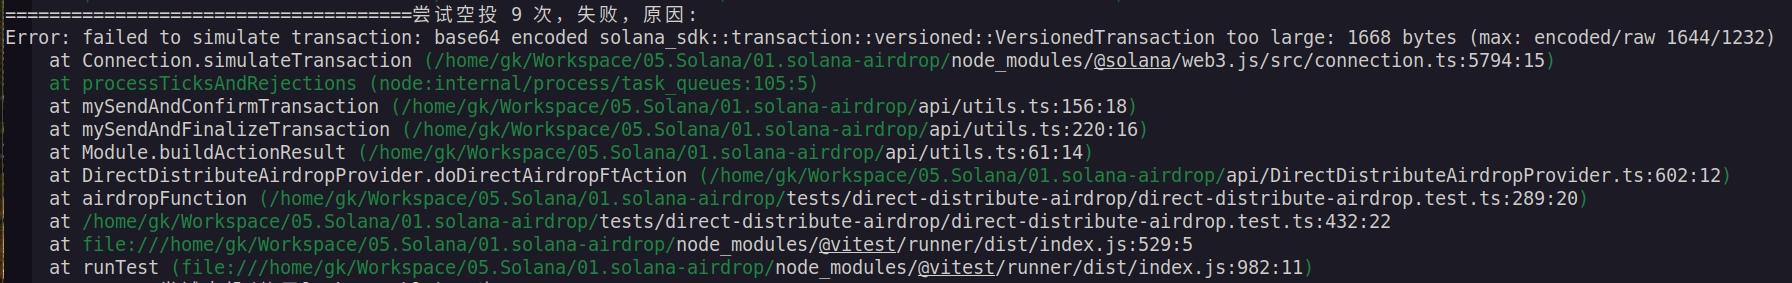 =====================================尝试空投 9 次，失败，原因:
Error: failed to simulate transaction: base64 encoded solana_sdk::transaction::versioned::VersionedTransaction too large: 1668 bytes (max: encoded/raw 1644/1232)
at Connection.simulateTransaction (/home/gk/Workspace/05.Solana/01.solana-airdrop/node_modules/@solana/web3.js/src/connection.ts:5794:15)
at processTicksAndRejections (node:internal/process/task_queues:105:5)
at mySendAndConfirmTransaction (/home/gk/Workspace/05.Solana/01.solana-airdrop/api/utils.ts:156:18)
at mySendAndFinalizeTransaction (/home/gk/Workspace/05.Solana/01.solana-airdrop/api/utils.ts:220:16)
at Module.buildActionResult (/home/gk/Workspace/05.Solana/01.solana-airdrop/api/utils.ts:61:14)
at DirectDistributeAirdropProvider.doDirectAirdropFtAction (/home/gk/Workspace/05.Solana/01.solana-airdrop/api/DirectDistributeAirdropProvider.ts:602:12)
at airdropFunction (/home/gk/Workspace/05.Solana/01.solana-airdrop/tests/direct-distribute-airdrop/direct-distribute-airdrop.test.ts:289:20)
at /home/gk/Workspace/05.Solana/01.solana-airdrop/tests/direct-distribute-airdrop/direct-distribute-airdrop.test.ts:432:22
at file:///home/gk/Workspace/05.Solana/01.solana-airdrop/node_modules/@vitest/runner/dist/index.js:529:5
at runTest (file:///home/gk/Workspace/05.Solana/01.solana-airdrop/node_modules/@vitest/runner/dist/index.js:982:11)